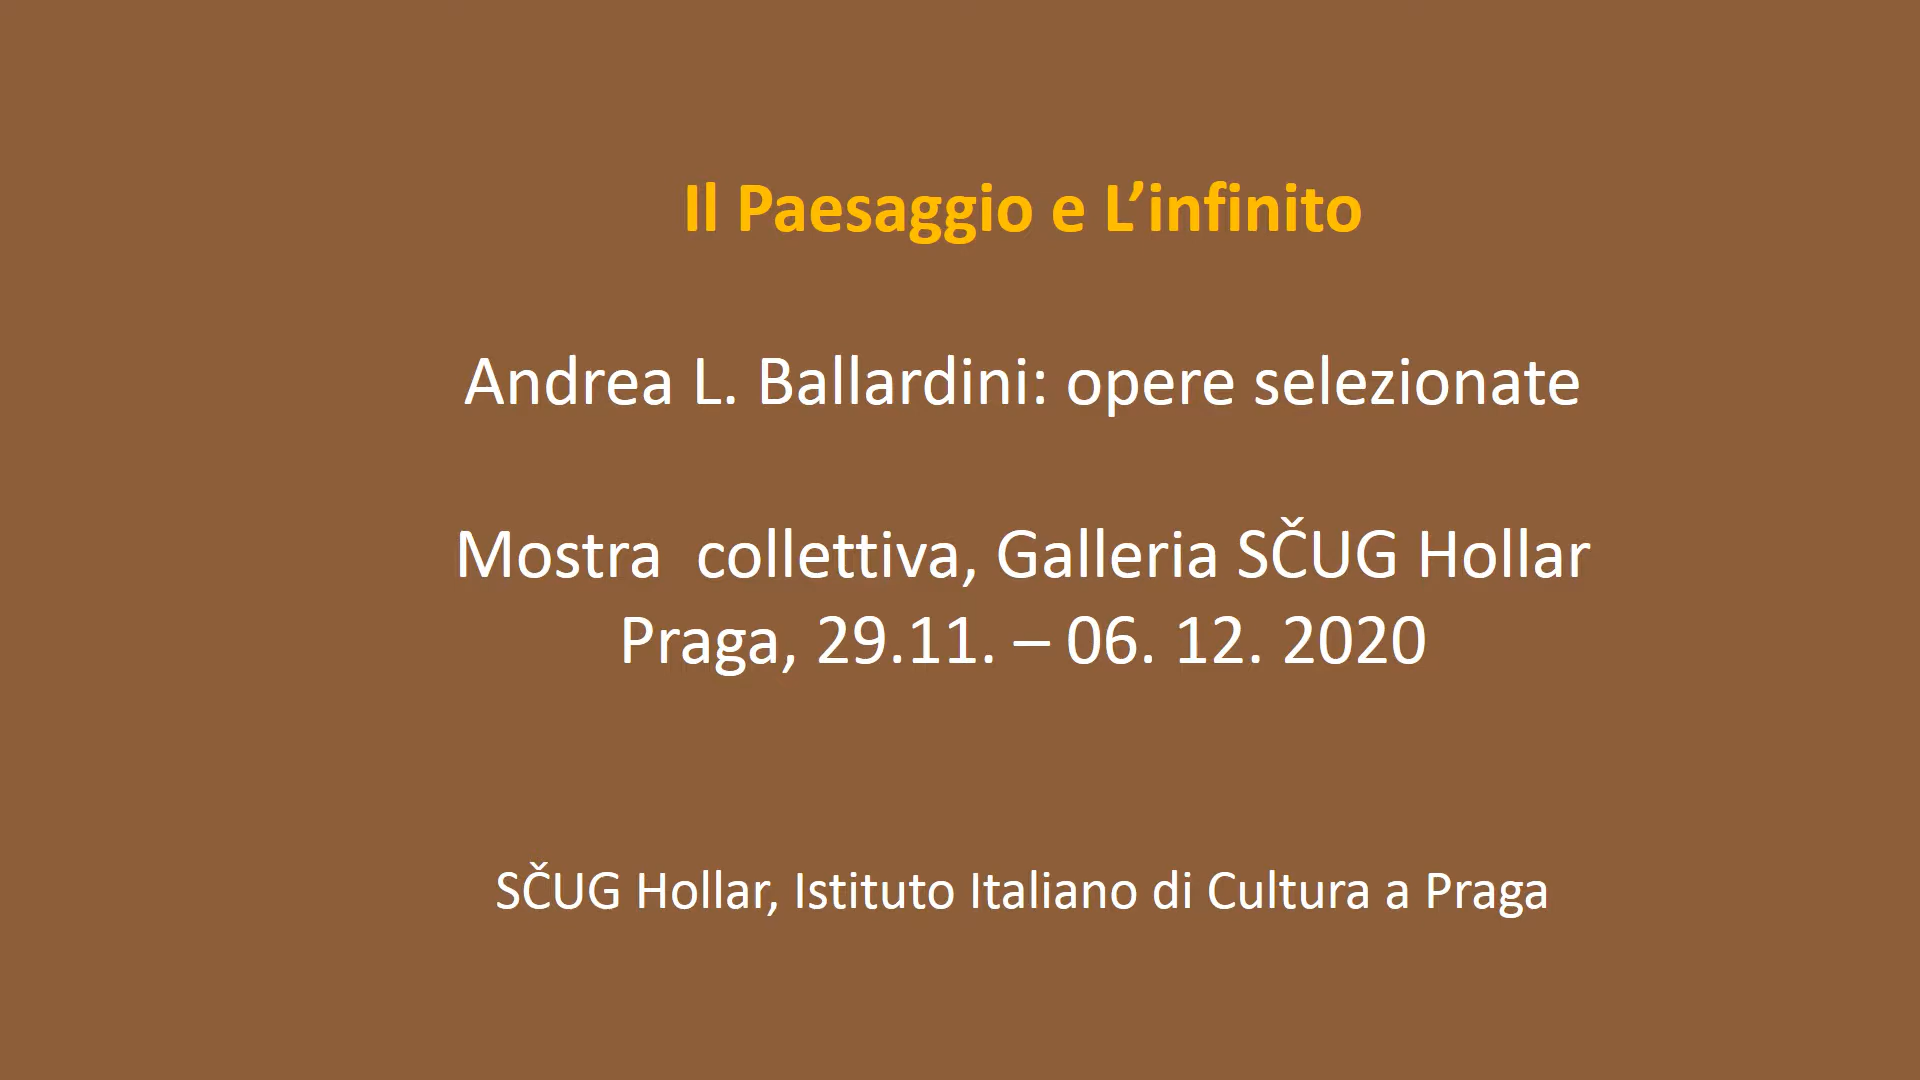 Il Paesaggio e L’infinito
Andrea L. Ballardini: opere selezionate
Mostra  collettiva, Galleria SČUG Hollar
Praga, 29.11. – 06. 12. 2020
SČUG Hollar, Istituto Italiano di Cultura a Praga